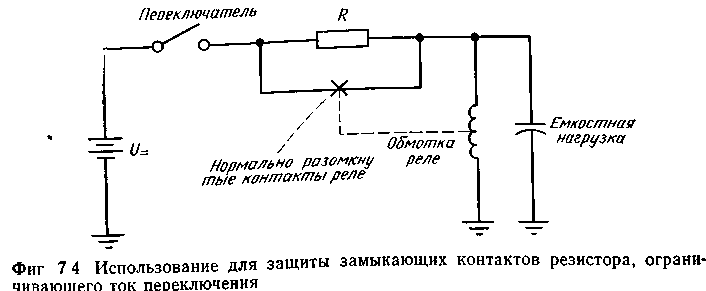 Переключатель
R
U=
Нормально разомкну
тые контакты реле
Обмотка
реле
Емкостная
нагрузка
Фиг 7 4 Использование для защиты замыкающих контактов резистора, ограни-
чивающего ток переключения